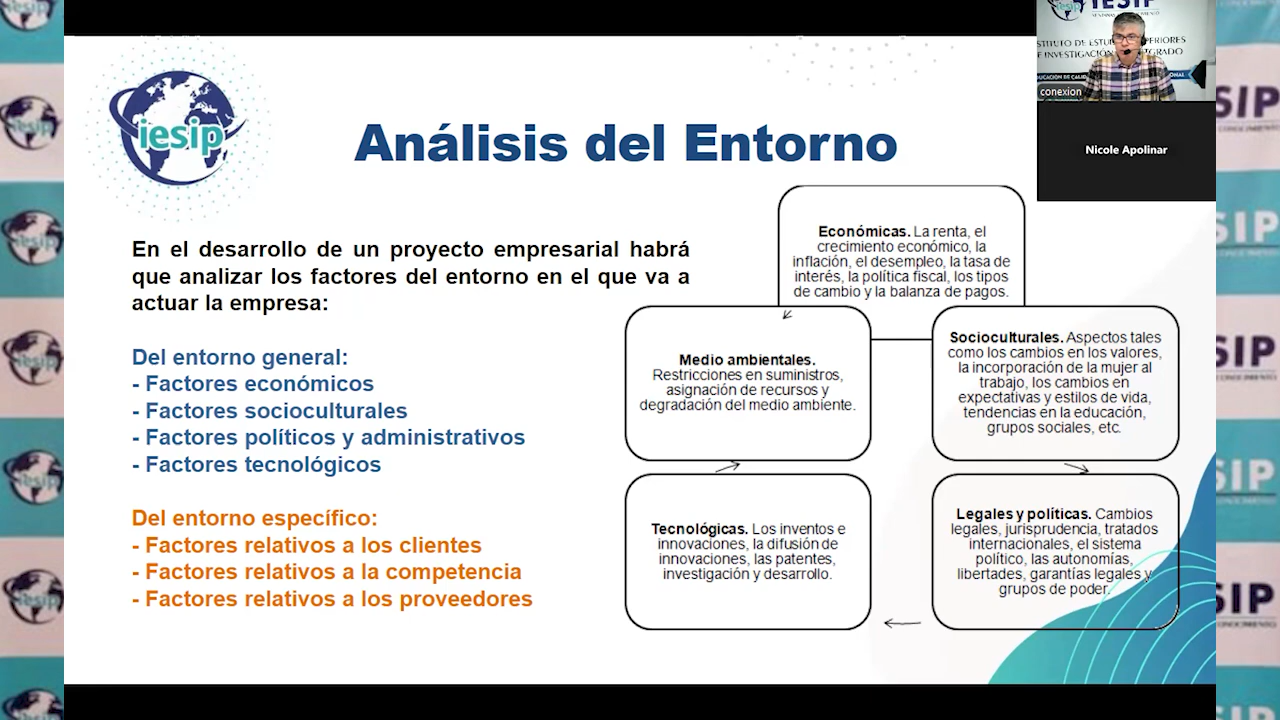 iesip
Análisis del Entorno
En el desarrollo de un proyecto empresarial habrá
que analizar los factores del entorno en el que va a
actuar la empresa:
Del entorno general:
- Factores económicos
- Factores socioculturales
- Factores políticos y administrativos
- Factores tecnológicos
Del entorno específico:
- Factores relativos a los clientes
- Factores relativos a la competencia
- Factores relativos a los proveedores
Económicas. La renta, el
crecimiento económico, la
inflación, el desempleo, la tasa de
interés, la política fiscal, los tipos
de cambio y la balanza de pagos.
Medio ambientales.
Restricciones en suministros,
asignación de recursos y
degradación del medio ambiente.
Socioculturales. Aspectos tales
como los cambios en los valores,
la incorporación de la mujer al
trabajo, los cambios en
expectativas y estilos de vida,
tendencias en la educación,
grupos sociales, etc.
Tecnológicas. Los inventos e
innovaciones, la difusión de
innovaciones, las patentes,
investigación y desarrollo.
Legales y políticas. Cambios
legales, jurisprudencia, tratados
internacionales, el sistema
político, las autonomías,
libertades, garantías legales y
grupos de poder.
IESIP
conexion
Nicole Apolinar
SIP
CONOCIMIENTO
SIP
SIP
SIP
SIP
CONOCIMIENTO